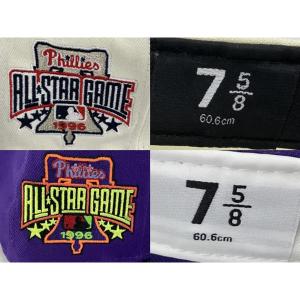 Phillies
ALL-STAR GAME
1996
7 5/8
60.6cm
Phillies
ALL-STAR GAME
1996
7 5/8
60.6cm